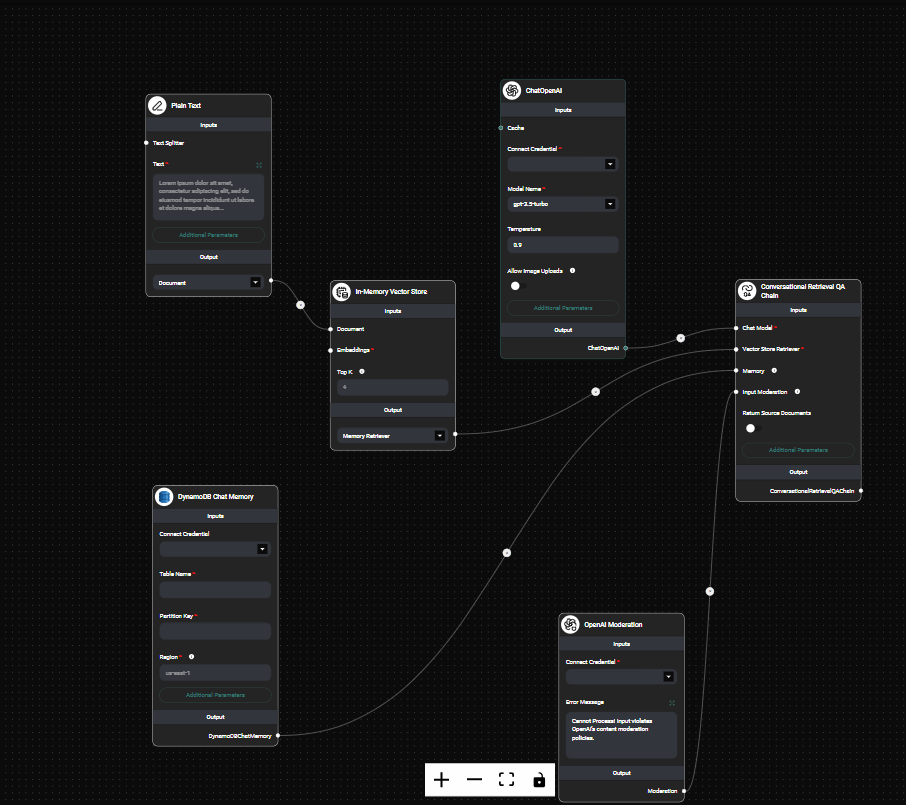 Plain Text
Inputs
Text Splitter
Text *
Lorem ipsum dolor sit amet,
consectetur adipiscing elit, sed do
eiusmod tempor incididunt ut labore
et dolore magna aliqua...
Additional Parameters
Output
Document
In-Memory Vector Store
Inputs
Document
Embeddings *
Top K
4
Output
Memory Retriever
DynamoDB Chat Memory
Inputs
Connect Credential
Table Name *
Partition Key *
Region *
us-east-1
Additional Parameters
Output
DynamoDBChatMemory
ChatOpenAI
Inputs
Cache
Connect Credential *
Model Name *
gpt-3.5-turbo
Temperature
0.9
Allow Image Uploads
Additional Parameters
Output
ChatOpenAI
OpenAI Moderation
Inputs
Connect Credential *
Error Message
Cannot Process! Input violates
OpenAI's content moderation
policies.
Output
Moderation
Conversational Retrieval QA
Chain
Inputs
Chat Model *
Vector Store Retriever *
Memory
Input Moderation
Return Source Documents
Additional Parameters
Output
ConversationalRetrievalQAChain